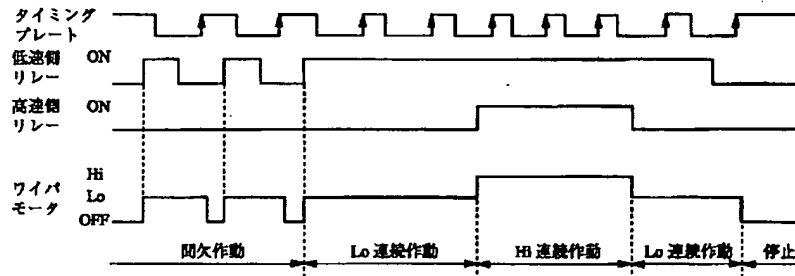 タイミング
プレート
低速側 ON
リレー
高速側 ON
リレー
Hi
ワイパ Lo
モータ
OFF
間欠作動 Lo 連続作動 Hi 連続作動 Lo 連続作動 停止